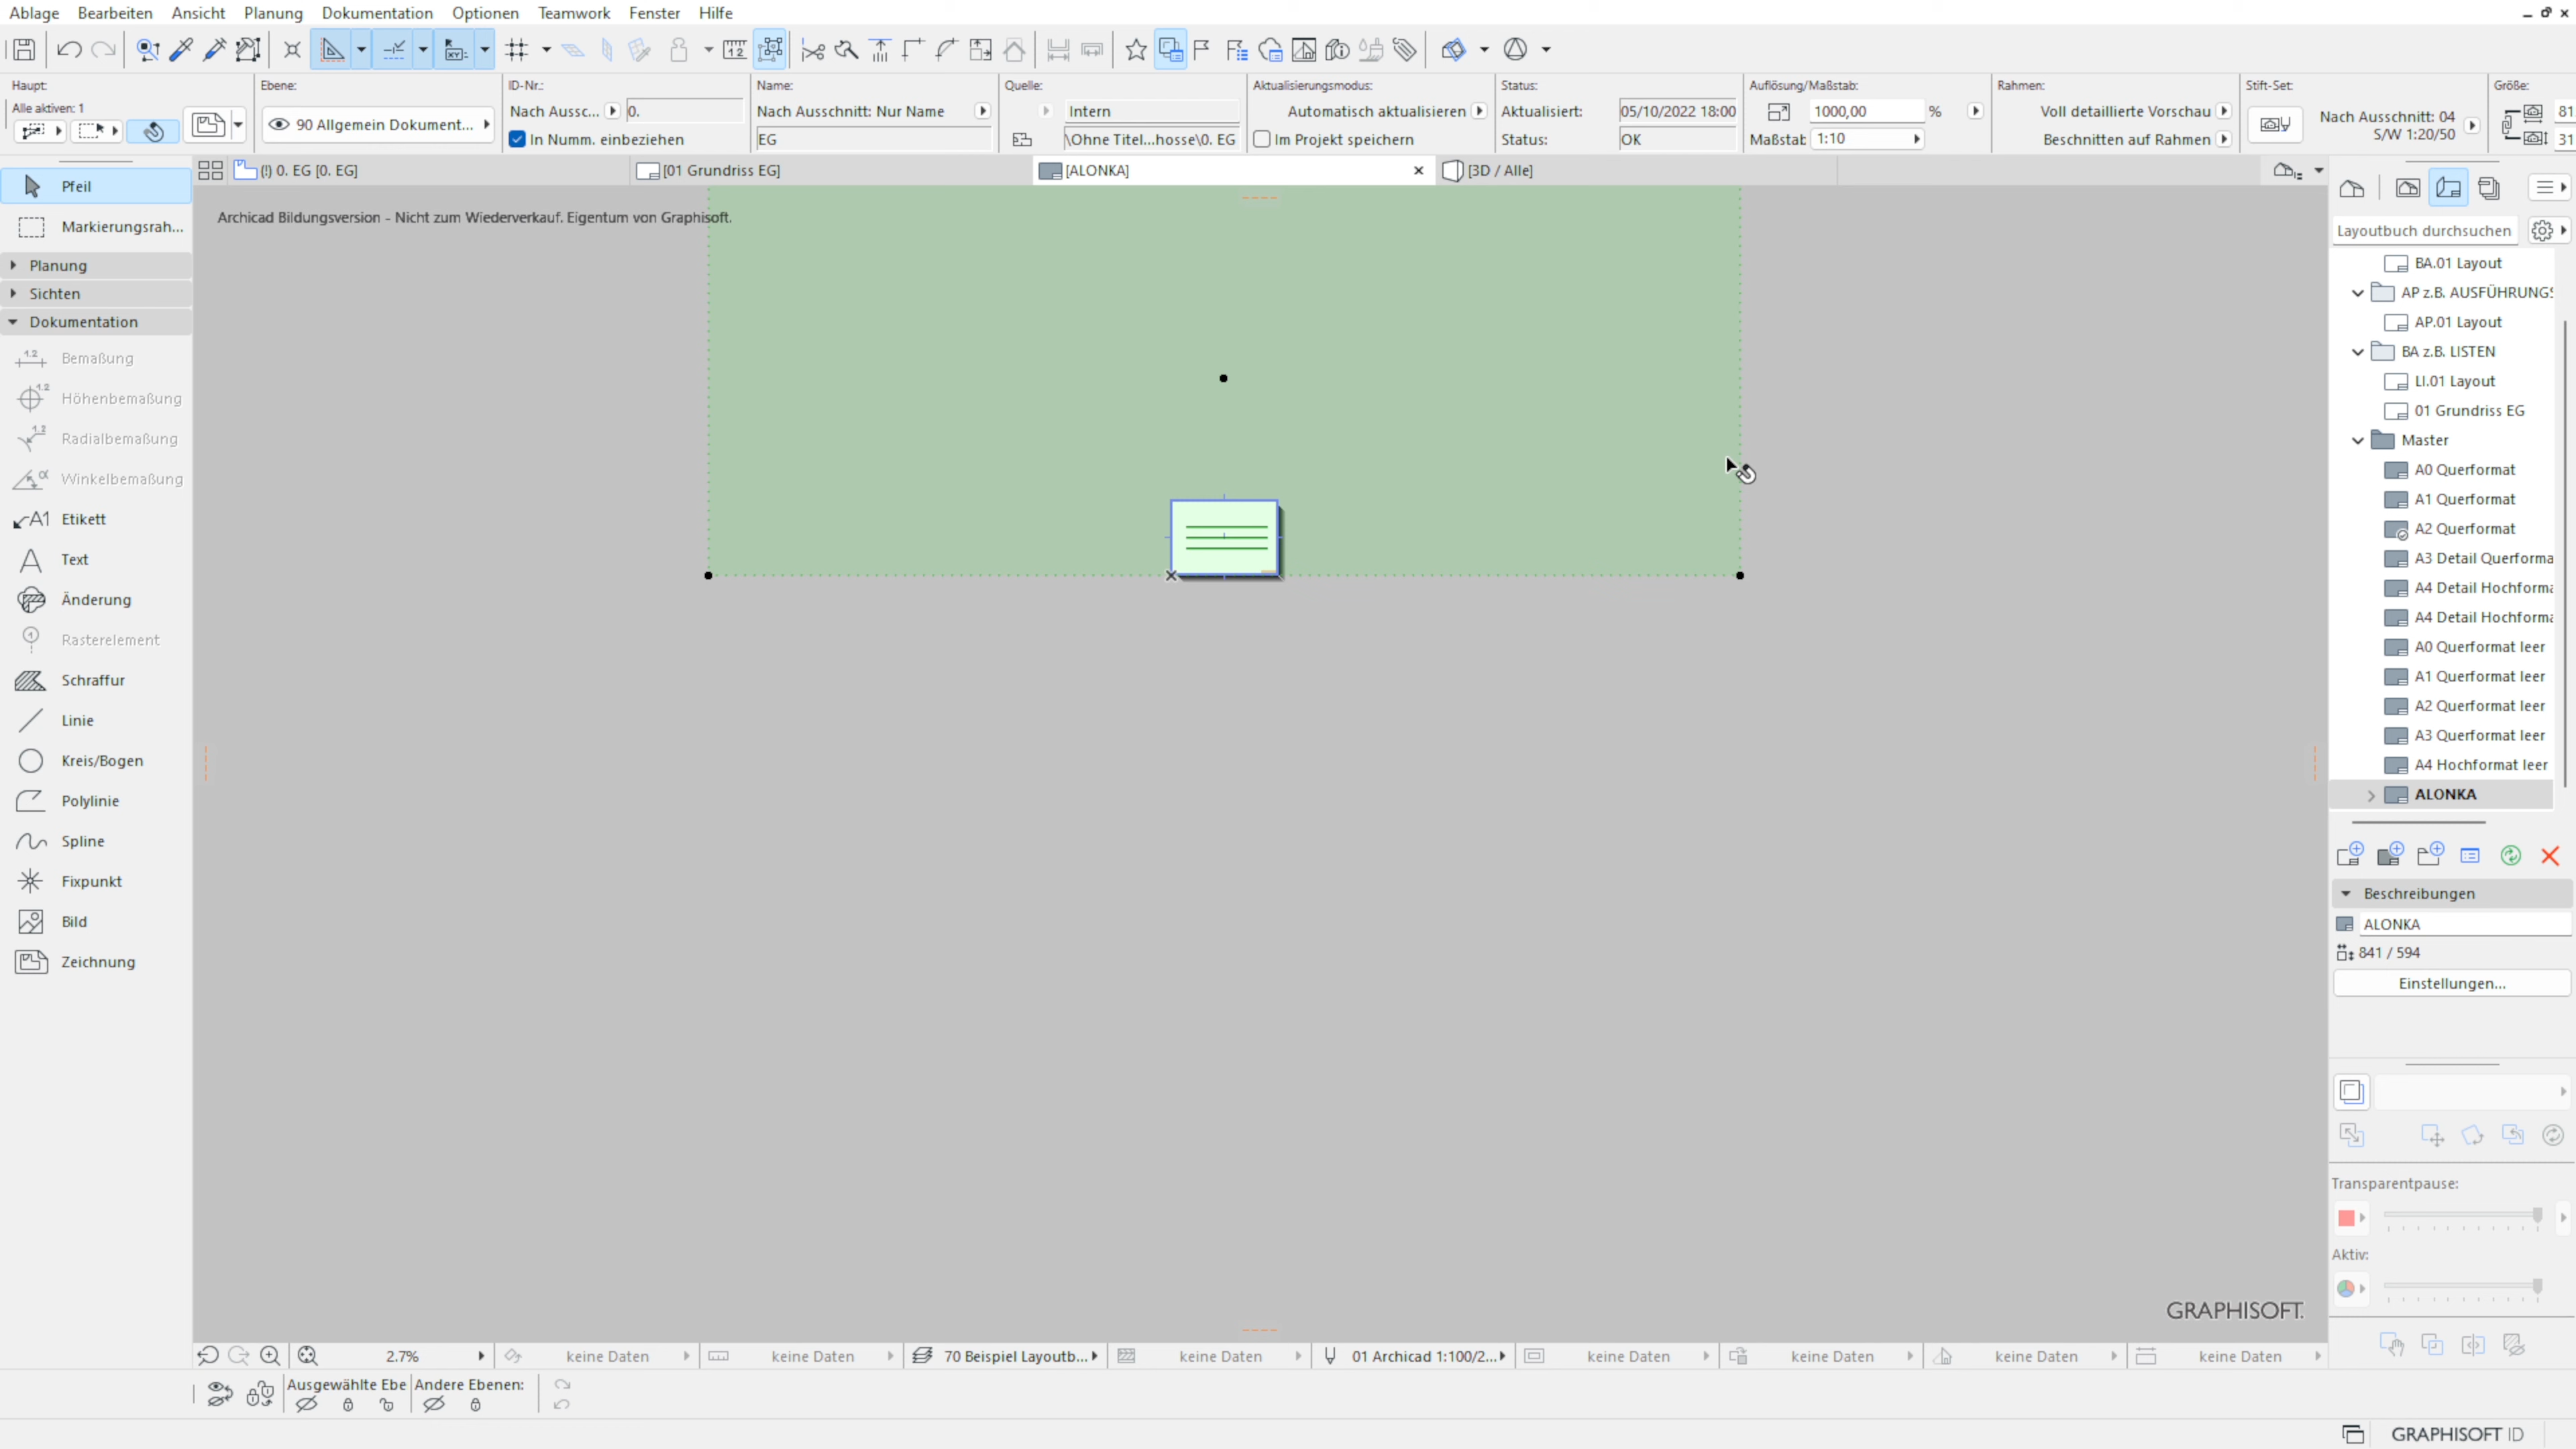 Ablage Bearbeiten Ansicht Planung Dokumentation Optionen Teamwork Fenster Hilfe
Haupt: Ebene: ID-Nr.: Name: Quelle: Aktualisierungsmodus: Status: Auflösung/Maßstab: Rahmen: Stift-Set: Größe:
Alle aktiven: 1
90 Allgemein Dokument...
Nach Aussc... 0.
In Numm. einbeziehen
Nach Ausschnitt: Nur Name
EG
Intern
\Ohne Titel...hosse\0. EG
Automatisch aktualisieren
Im Projekt speichern
Aktualisiert: 05/10/2022 18:00
Status: OK
1000,00 %
Maßstab 1:10
Voll detaillierte Vorschau
Beschnitten auf Rahmen
Nach Ausschnitt: 04
S/W 1:20/50
81
31
(!) 0. EG [0. EG]
[01 Grundriss EG]
[ALONKA]
[3D / Alle]
Archicad Bildungsversion - Nicht zum Wiederverkauf. Eigentum von Graphisoft.
Pfeil
Markierungsrah...
Planung
Sichten
Dokumentation
Bemaßung
Höhenbemaßung
Radialbemaßung
Winkelbemaßung
Etikett
Text
Änderung
Rasterelement
Schraffur
Linie
Kreis/Bogen
Polylinie
Spline
Fixpunkt
Bild
Zeichnung
Layoutbuch durchsuchen
BA.01 Layout
AP z.B. AUSFÜHRUNGS
AP.01 Layout
BA z.B. LISTEN
LI.01 Layout
01 Grundriss EG
Master
A0 Querformat
A1 Querformat
A2 Querformat
A3 Detail Querforma
A4 Detail Hochforma
A4 Detail Hochforma
A0 Querformat leer
A1 Querformat leer
A2 Querformat leer
A3 Querformat leer
A4 Hochformat leer
ALONKA
Beschreibungen
ALONKA
841 / 594
Einstellungen...
Transparentpause:
Aktiv:
GRAPHISOFT.
2.7% keine Daten keine Daten 70 Beispiel Layoutb... keine Daten 01 Archicad 1:100/2... keine Daten keine Daten keine Daten keine Daten
Ausgewählte Ebe Andere Ebenen:
GRAPHISOFT ID